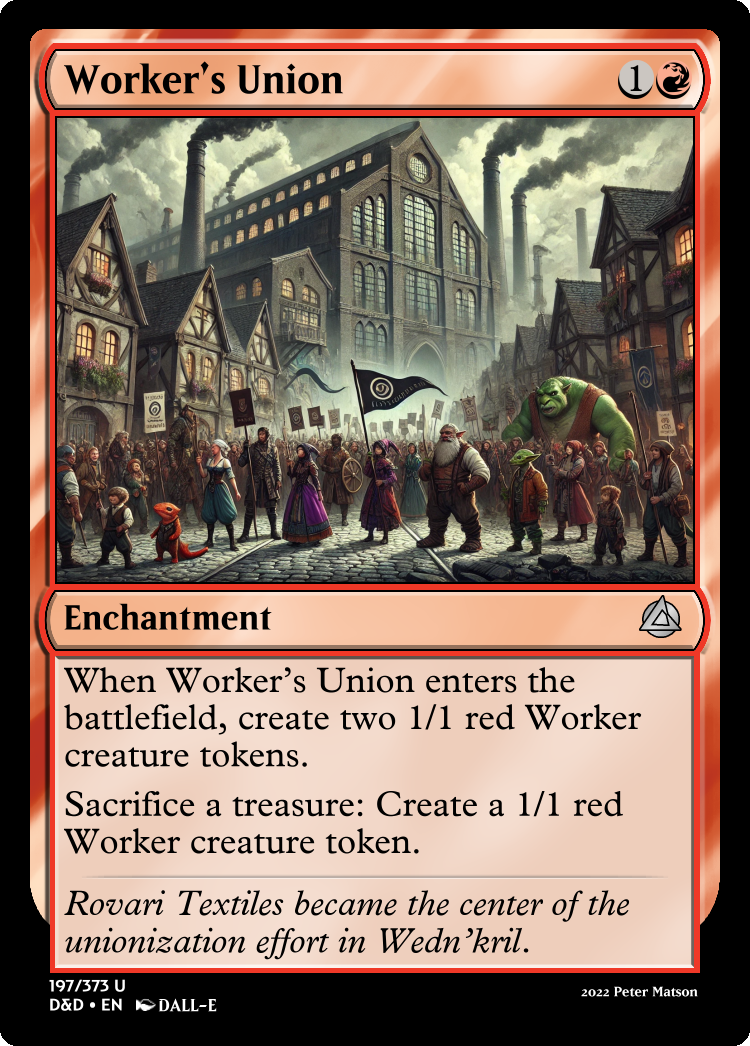 Worker's Union
1
When Worker's Union enters the
battlefield, create two 1/1 red Worker
creature tokens.
Sacrifice a treasure: Create a 1/1 red
Worker creature token.
Rovari Textiles became the center of the
unionization effort in Wedn'kril.
Enchantment
197/373 U
D&D • EN DALL-E
2022 Peter Matson